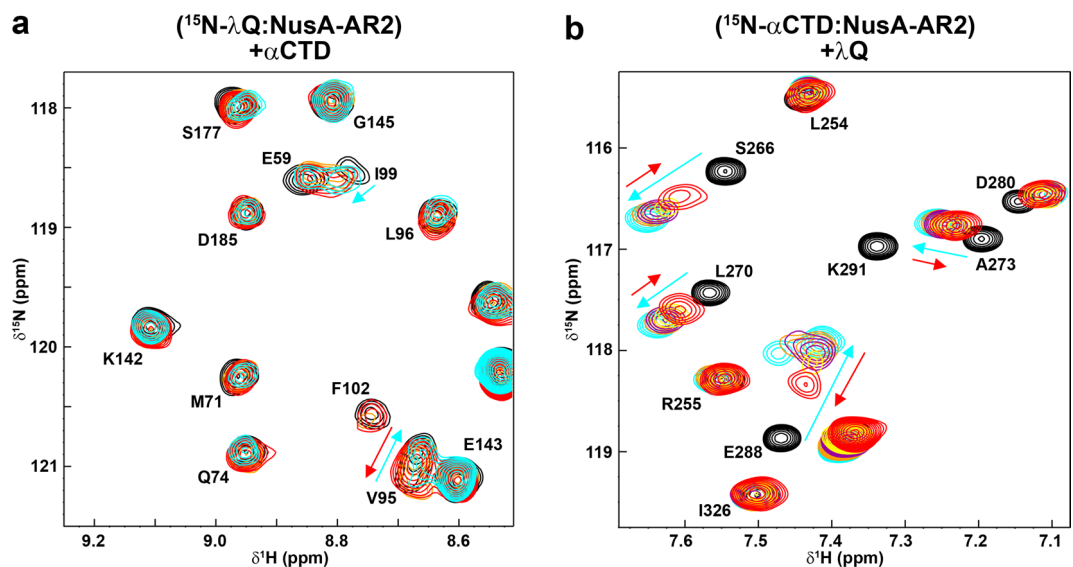 a
(¹⁵N-λQ:NusA-AR2)
+αCTD
118
119
120
121
δ¹⁵N (ppm)
S177
G145
E59
I99
D185
L96
K142
M71
F102
Q74
V95
E143
9.2
9.0
8.8
8.6
δ¹H (ppm)
b
(¹⁵N-αCTD:NusA-AR2)
+λQ
116
117
118
119
δ¹⁵N (ppm)
L254
S266
D280
K291
A273
L270
R255
E288
I326
7.6
7.5
7.4
7.3
7.2
7.1
δ¹H (ppm)